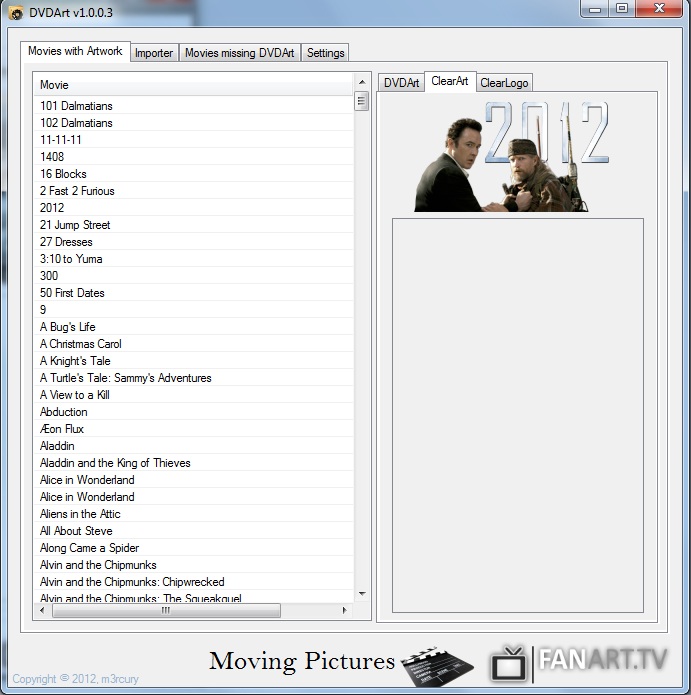 DVDArt v1.0.0.3
Movies with Artwork
Importer
Movies missing DVDArt
Settings
Movie
101 Dalmatians
102 Dalmatians
11-11-11
1408
16 Blocks
2 Fast 2 Furious
2012
21 Jump Street
27 Dresses
3:10 to Yuma
300
50 First Dates
9
A Bug's Life
A Christmas Carol
A Knight's Tale
A Turtle's Tale: Sammy's Adventures
A View to a Kill
Abduction
Æon Flux
Aladdin
Aladdin and the King of Thieves
Alice in Wonderland
Alice in Wonderland
Aliens in the Attic
All About Steve
Along Came a Spider
Alvin and the Chipmunks
Alvin and the Chipmunks: Chipwrecked
Alvin and the Chipmunks: The Squeakquel
DVDArt
ClearArt
ClearLogo
2012
Moving Pictures
FANART.TV
Copyright © 2012, m3rcury